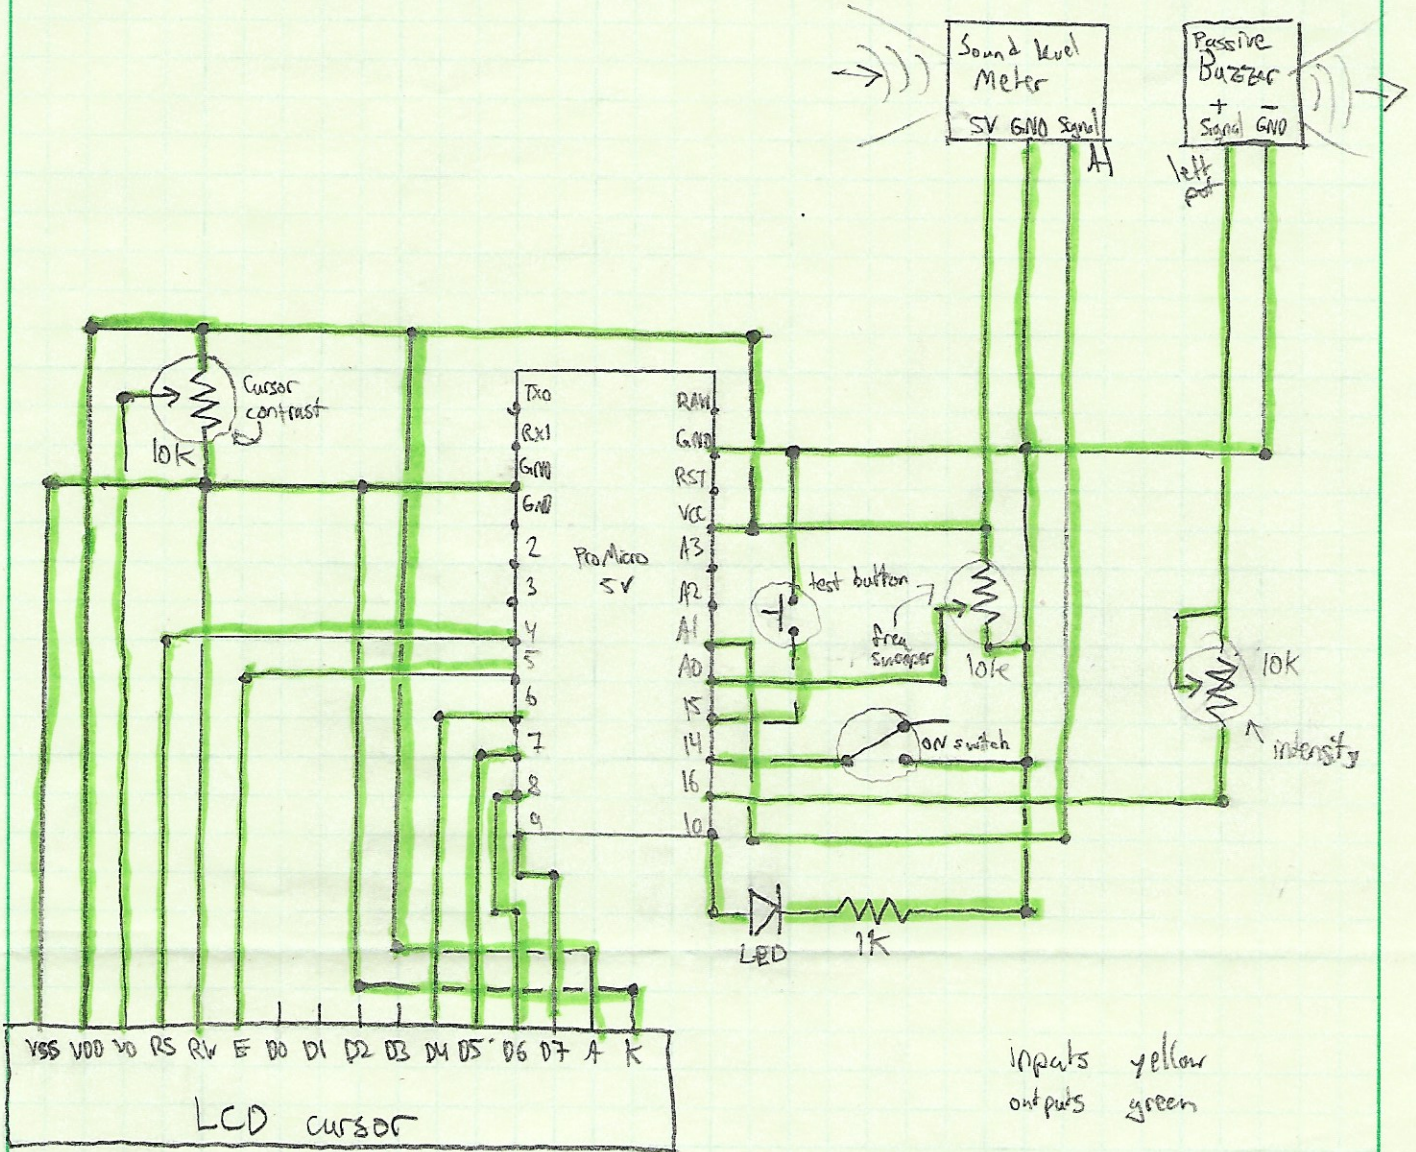 Sound level
Meter
5V GND Signal
A1
Passive
Buzzer
+ -
Signal GND
left
pot
Cursor
contrast
10K
TX0
RX1
GND
GND
2
3
4
5
6
7
8
9
ProMicro
5V
RAW
GND
RST
VCC
A3
A2
A1
A0
15
14
16
10
test button
freq
sweeper
10K
ON switch
10K
intensity
LED
1K
VSS VDD VO RS RW E D0 D1 D2 D3 D4 D5 D6 D7 A K
LCD cursor
inputs yellow
outputs green